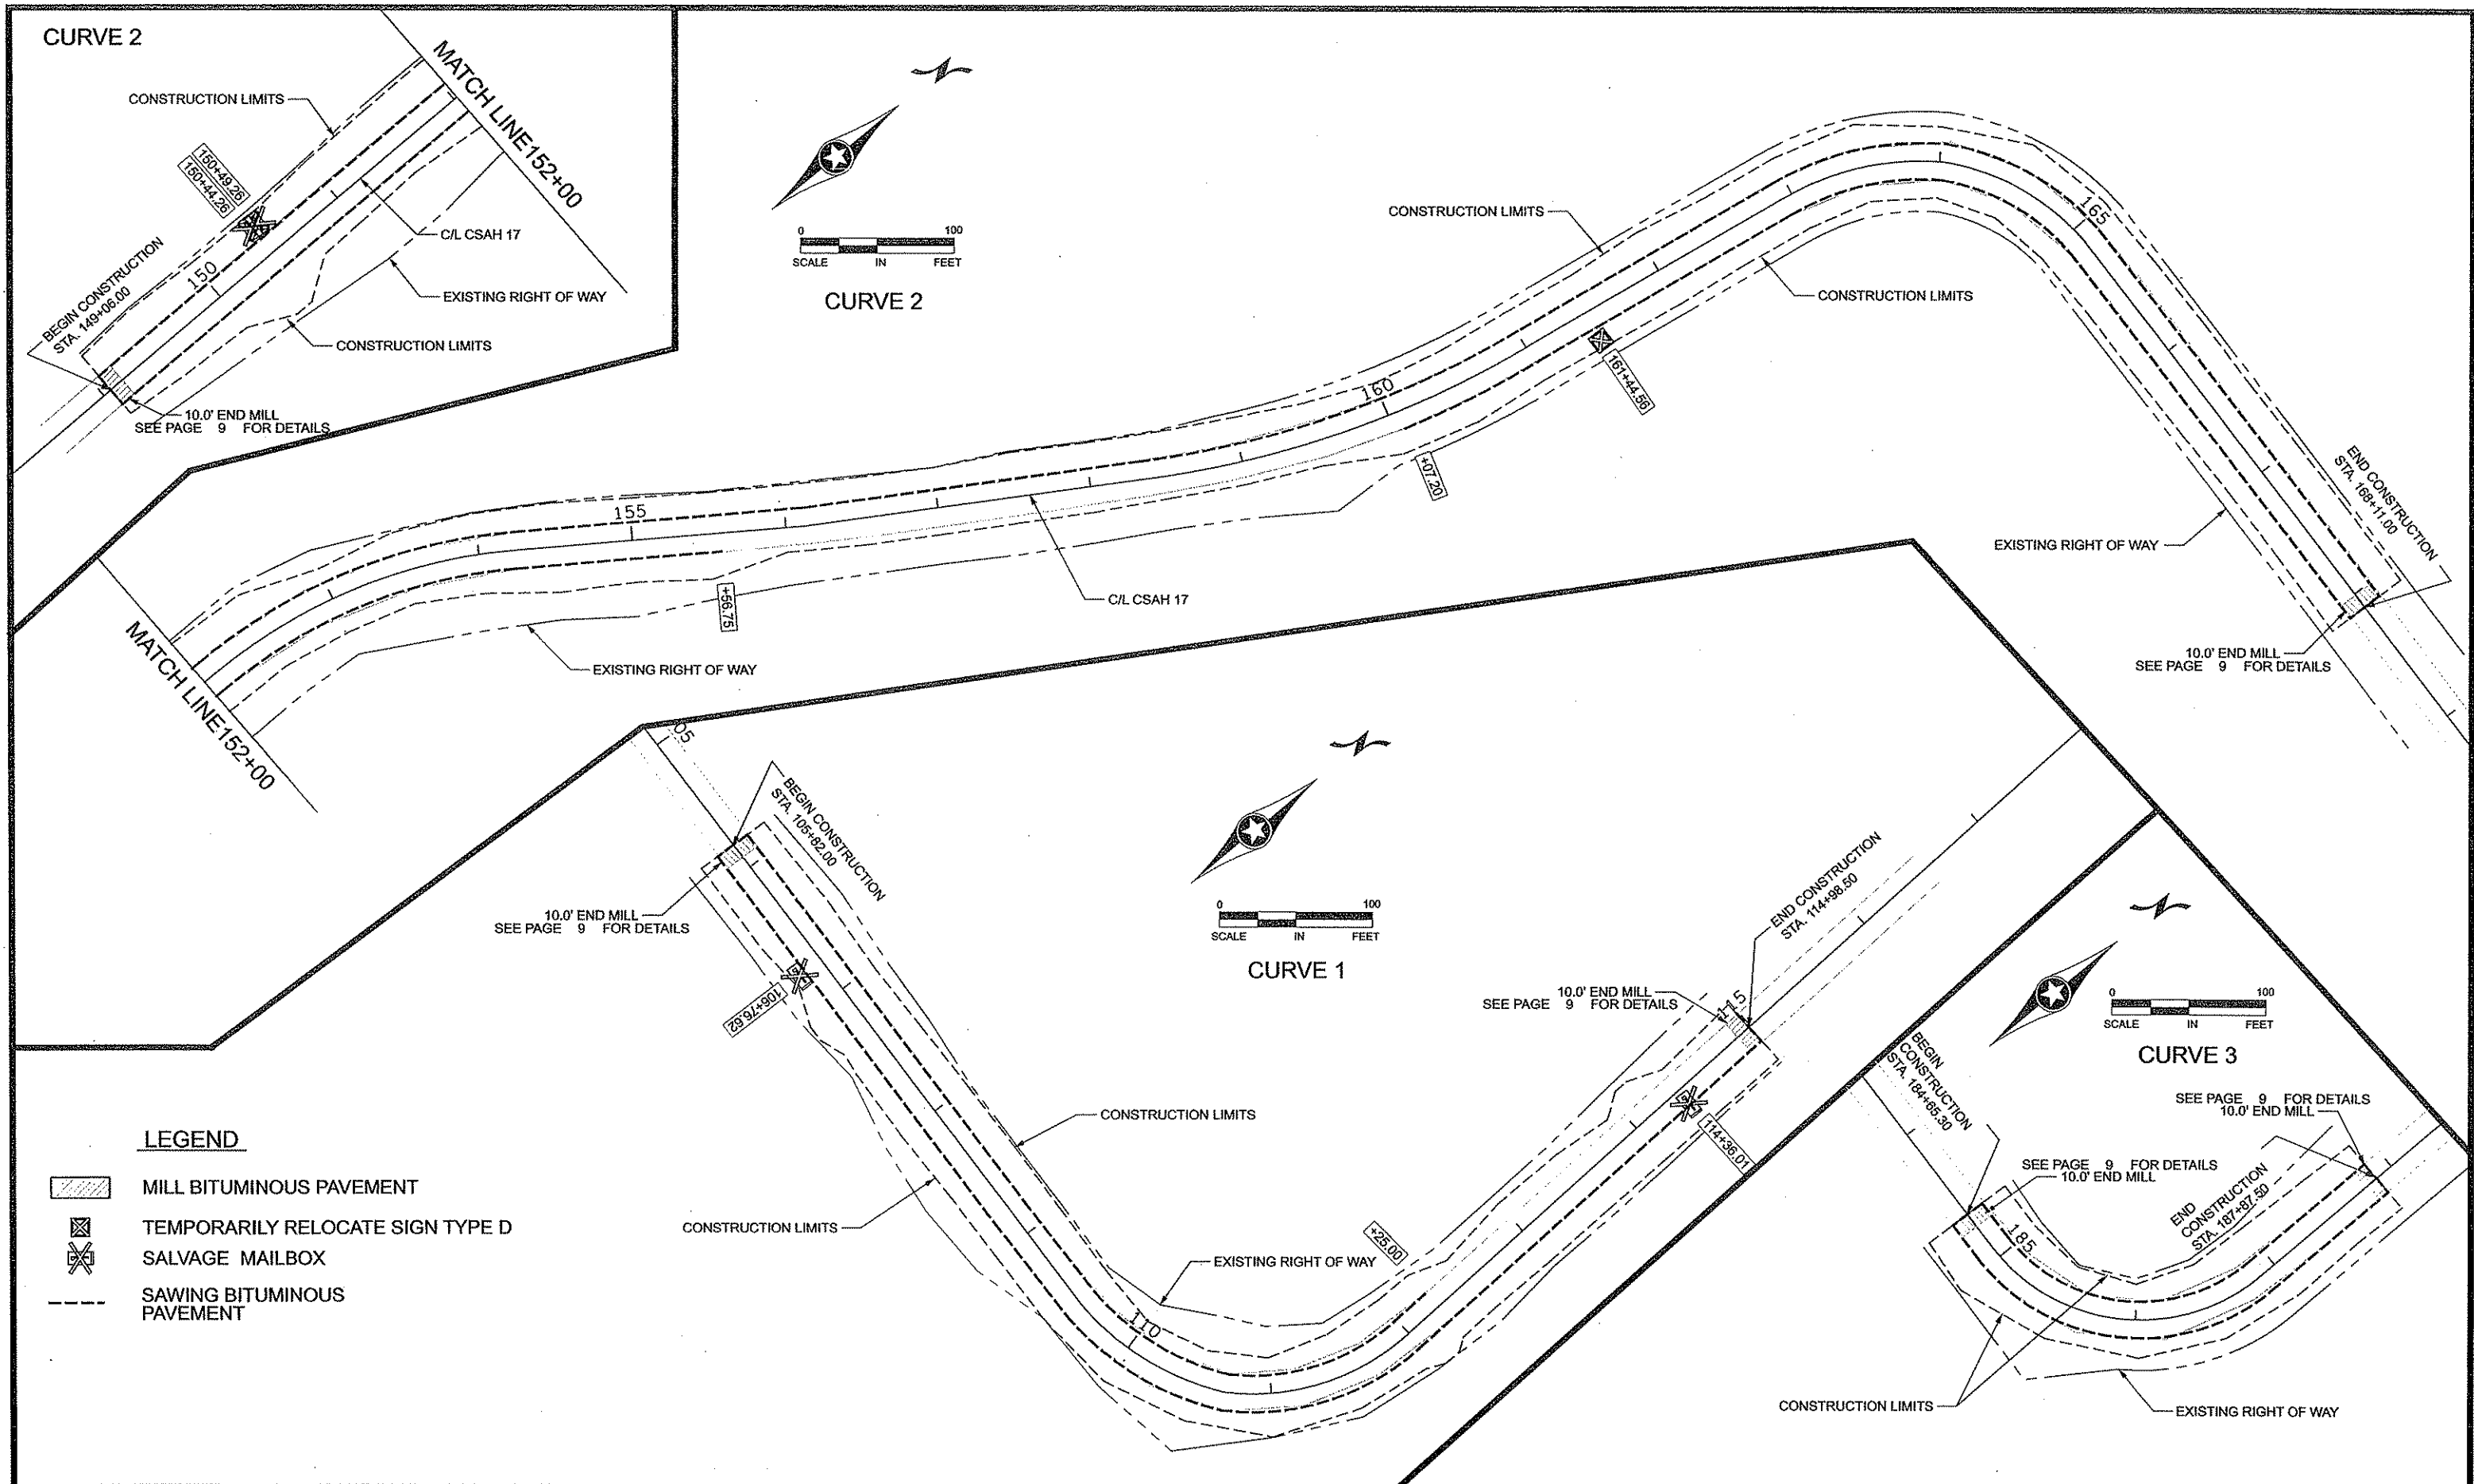 CURVE 2
CONSTRUCTION LIMITS
MATCH LINE152+00
150+49.26
150+44.26
C/L CSAH 17
BEGIN CONSTRUCTION
STA. 149+06.00
150
EXISTING RIGHT OF WAY
CONSTRUCTION LIMITS
10.0' END MILL
SEE PAGE 9 FOR DETAILS
0 100
SCALE IN FEET
CURVE 2
CONSTRUCTION LIMITS
165
CONSTRUCTION LIMITS
161+44.56
160
+07.20
155
+56.75
C/L CSAH 17
EXISTING RIGHT OF WAY
MATCH LINE152+00
END CONSTRUCTION
STA. 168+11.00
EXISTING RIGHT OF WAY
10.0' END MILL
SEE PAGE 9 FOR DETAILS
05
BEGIN CONSTRUCTION
STA. 105+82.00
10.0' END MILL
SEE PAGE 9 FOR DETAILS
106+76.62
0 100
SCALE IN FEET
CURVE 1
END CONSTRUCTION
STA. 114+98.50
10.0' END MILL
SEE PAGE 9 FOR DETAILS
115
114+36.01
CONSTRUCTION LIMITS
CONSTRUCTION LIMITS
+25.00
EXISTING RIGHT OF WAY
110
0 100
SCALE IN FEET
CURVE 3
BEGIN
CONSTRUCTION
STA. 184+65.30
SEE PAGE 9 FOR DETAILS
10.0' END MILL
SEE PAGE 9 FOR DETAILS
10.0' END MILL
185
END
CONSTRUCTION
STA. 187+87.50
CONSTRUCTION LIMITS
EXISTING RIGHT OF WAY
LEGEND
MILL BITUMINOUS PAVEMENT
TEMPORARILY RELOCATE SIGN TYPE D
SALVAGE MAILBOX
SAWING BITUMINOUS
PAVEMENT